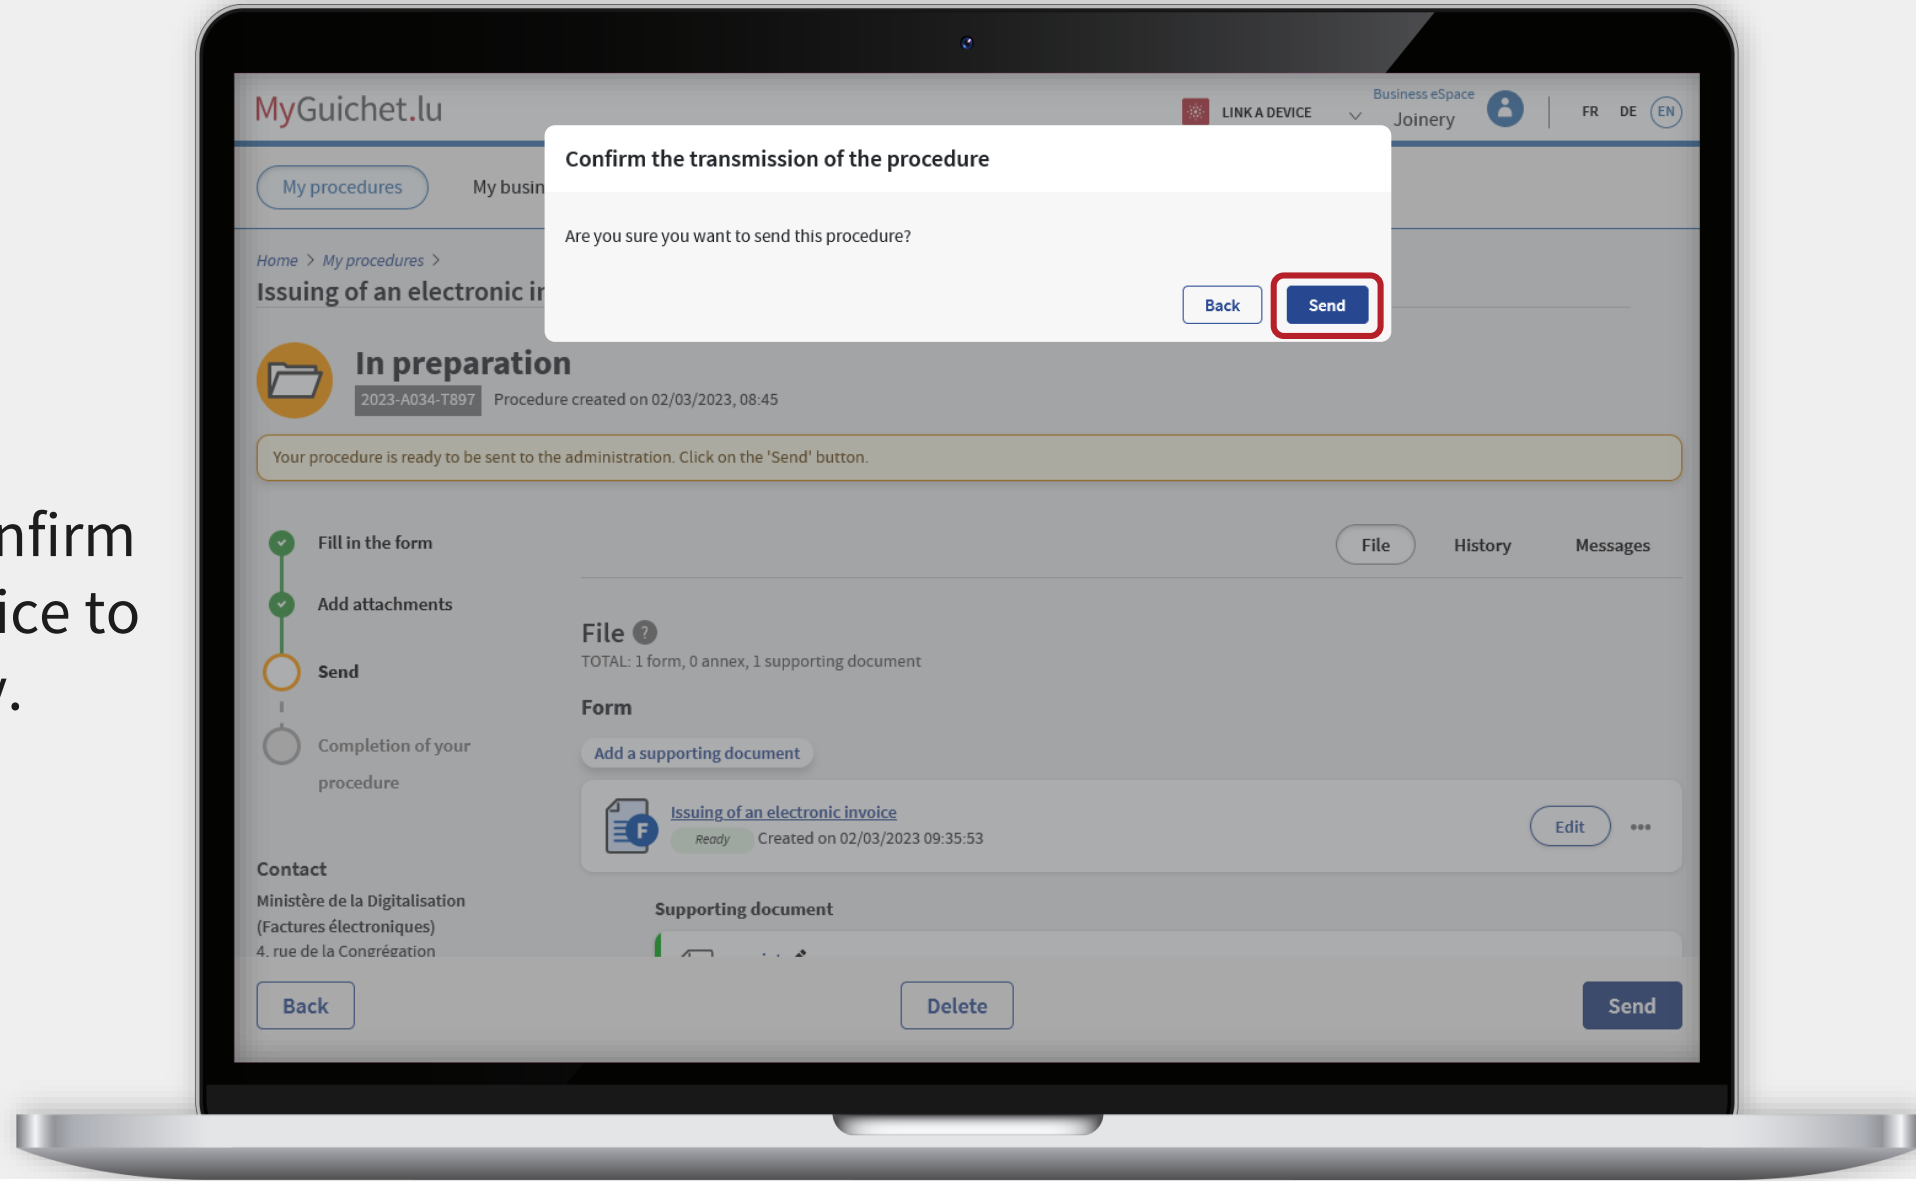 MyGuichet.lu
LINK A DEVICE
Business eSpace
Joinery
FR DE EN
My procedures
My busin
Confirm the transmission of the procedure
Are you sure you want to send this procedure?
Back
Send
Home > My procedures >
Issuing of an electronic in
In preparation
2023-A034-T897 Procedure created on 02/03/2023, 08:45
Your procedure is ready to be sent to the administration. Click on the 'Send' button.
nfirm
ice to
.
Fill in the form
Add attachments
Send
Completion of your
procedure
File History Messages
File ?
TOTAL: 1 form, 0 annex, 1 supporting document
Form
Add a supporting document
F
Issuing of an electronic invoice
Ready Created on 02/03/2023 09:35:53
Edit
Supporting document
Contact
Ministère de la Digitalisation
(Factures électroniques)
4, rue de la Congrégation
Back
Delete
Send